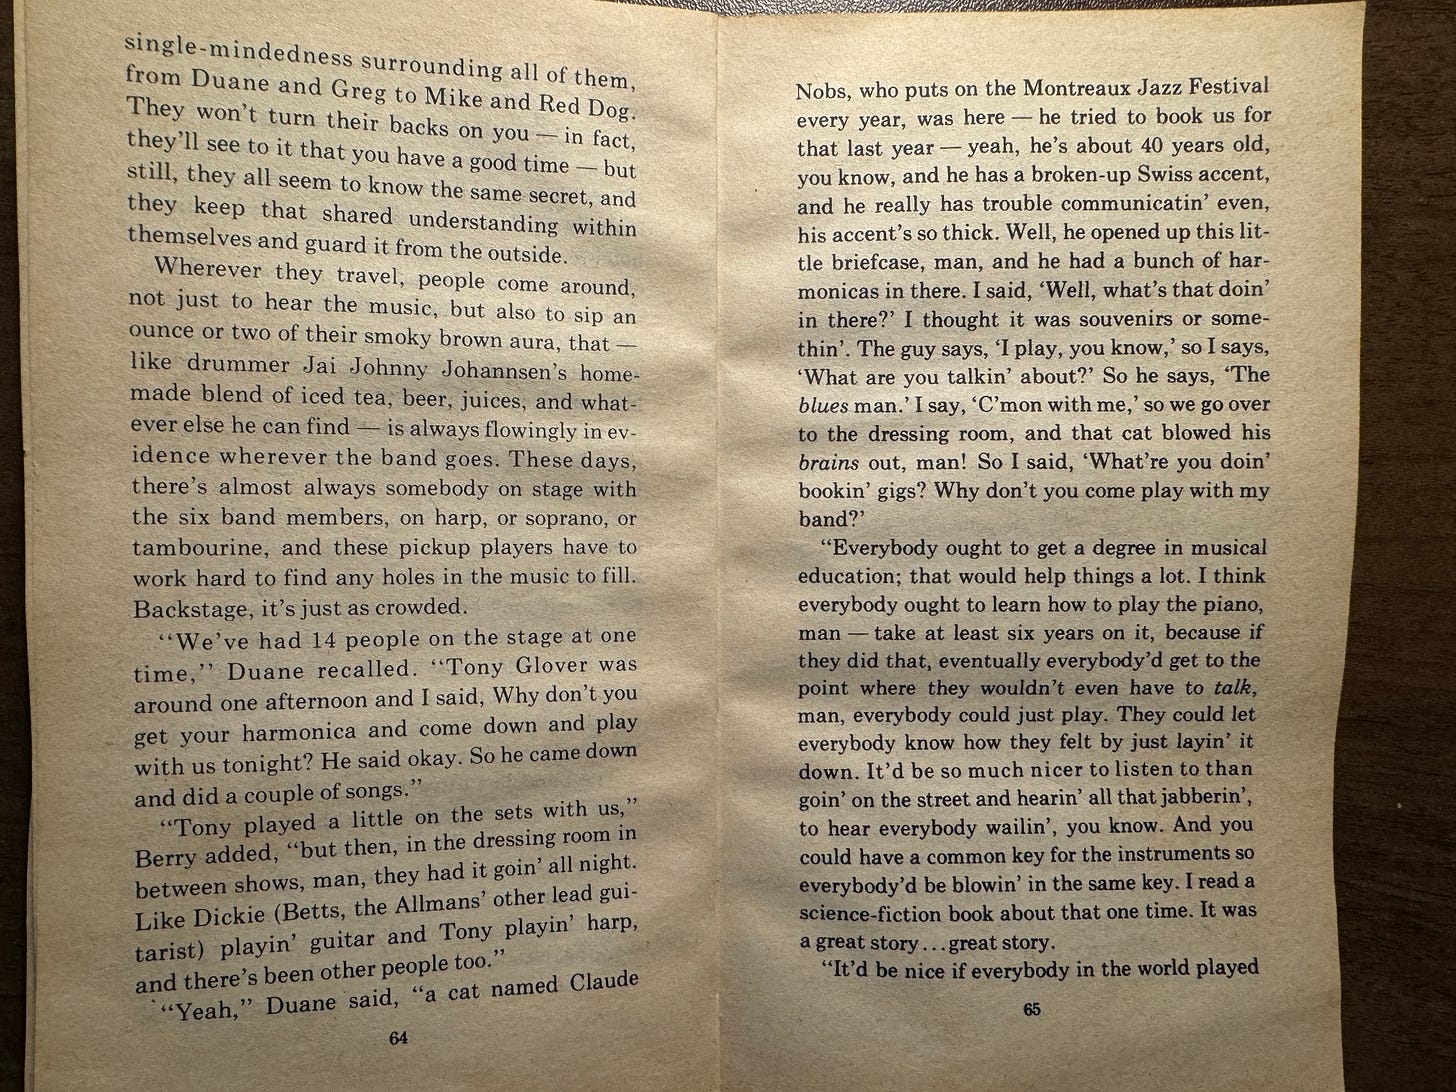 single-mindedness surrounding all of them,
from Duane and Greg to Mike and Red Dog.
They won't turn their backs on you — in fact,
they'll see to it that you have a good time — but
still, they all seem to know the same secret, and
they keep that shared understanding within
themselves and guard it from the outside.
Wherever they travel, people come around,
not just to hear the music, but also to sip an
ounce or two of their smoky brown aura, that —
like drummer Jai Johnny Johannsen's home-
made blend of iced tea, beer, juices, and what-
ever else he can find — is always flowingly in ev-
idence wherever the band goes. These days,
there's almost always somebody on stage with
the six band members, on harp, or soprano, or
tambourine, and these pickup players have to
work hard to find any holes in the music to fill.
Backstage, it's just as crowded.
“We've had 14 people on the stage at one
time,” Duane recalled. “Tony Glover was
around one afternoon and I said, Why don't you
get your harmonica and come down and play
with us tonight? He said okay. So he came down
and did a couple of songs.”
“Tony played a little on the sets with us,”
Berry added, “but then, in the dressing room in
between shows, man, they had it goin' all night.
Like Dickie (Betts, the Allmans' other lead gui-
tarist) playin' guitar and Tony playin' harp,
and there's been other people too.”
“Yeah,” Duane said, “a cat named Claude
64
Nobs, who puts on the Montreaux Jazz Festival
every year, was here — he tried to book us for
that last year — yeah, he's about 40 years old,
you know, and he has a broken-up Swiss accent,
and he really has trouble communicatin' even,
his accent's so thick. Well, he opened up this lit-
tle briefcase, man, and he had a bunch of har-
monicas in there. I said, ‘Well, what's that doin'
in there?’ I thought it was souvenirs or some-
thin'. The guy says, ‘I play, you know,’ so I says,
‘What are you talkin' about?’ So he says, ‘The
blues man.’ I say, ‘C'mon with me,’ so we go over
to the dressing room, and that cat blowed his
brains out, man! So I said, ‘What're you doin'
bookin' gigs? Why don't you come play with my
band?’
“Everybody ought to get a degree in musical
education; that would help things a lot. I think
everybody ought to learn how to play the piano,
man — take at least six years on it, because if
they did that, eventually everybody'd get to the
point where they wouldn't even have to talk,
man, everybody could just play. They could let
everybody know how they felt by just layin' it
down. It'd be so much nicer to listen to than
goin' on the street and hearin' all that jabberin',
to hear everybody wailin', you know. And you
could have a common key for the instruments so
everybody'd be blowin' in the same key. I read a
science-fiction book about that one time. It was
a great story...great story.
“It'd be nice if everybody in the world played
65